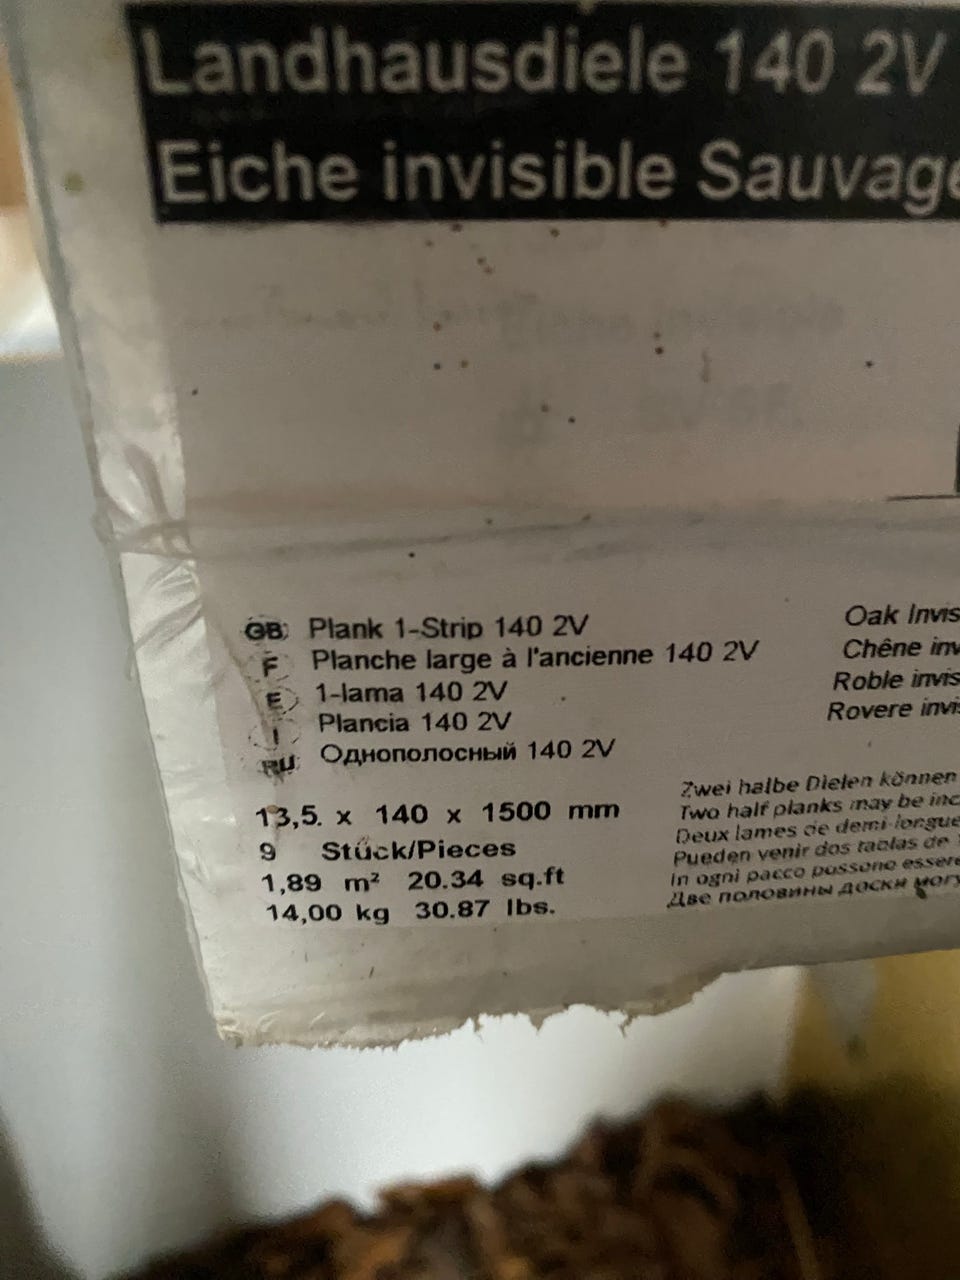 Landhausdiele 140 2V
Eiche invisible Sauvage
GB Plank 1-Strip 140 2V
F Planche large à l'ancienne 140 2V
E 1-lama 140 2V
I Plancia 140 2V
RU Однополосный 140 2V
Oak Invis
Chêne inv
Roble invis
Rovere invis
13,5. x 140 x 1500 mm
9 Stück/Pieces
1,89 m² 20.34 sq.ft
14,00 kg 30.87 lbs.
Zwei halbe Dielen können
Two half planks may be inc
Deux lames de demi-longue
Pueden venir dos tablas de
In ogni pacco possono essere
Две половины доски могу